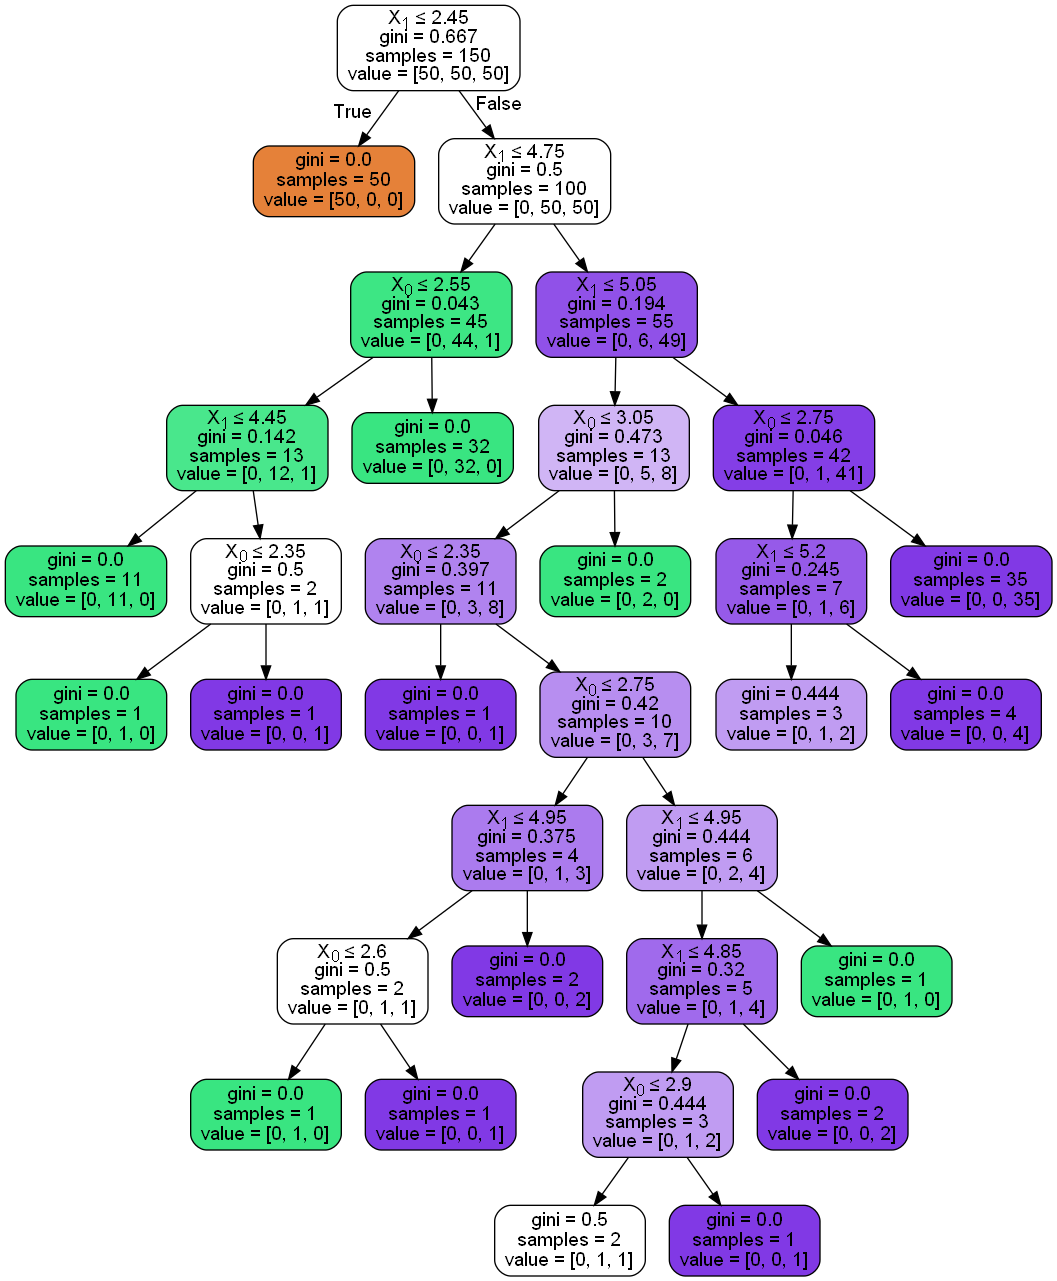 X₁ ≤ 2.45
gini = 0.667
samples = 150
value = [50, 50, 50]
True
False
gini = 0.0
samples = 50
value = [50, 0, 0]
X₁ ≤ 4.75
gini = 0.5
samples = 100
value = [0, 50, 50]
X₀ ≤ 2.55
gini = 0.043
samples = 45
value = [0, 44, 1]
X₁ ≤ 5.05
gini = 0.194
samples = 55
value = [0, 6, 49]
X₁ ≤ 4.45
gini = 0.142
samples = 13
value = [0, 12, 1]
gini = 0.0
samples = 32
value = [0, 32, 0]
X₀ ≤ 3.05
gini = 0.473
samples = 13
value = [0, 5, 8]
X₀ ≤ 2.75
gini = 0.046
samples = 42
value = [0, 1, 41]
gini = 0.0
samples = 11
value = [0, 11, 0]
X₀ ≤ 2.35
gini = 0.5
samples = 2
value = [0, 1, 1]
X₀ ≤ 2.35
gini = 0.397
samples = 11
value = [0, 3, 8]
gini = 0.0
samples = 2
value = [0, 2, 0]
X₁ ≤ 5.2
gini = 0.245
samples = 7
value = [0, 1, 6]
gini = 0.0
samples = 35
value = [0, 0, 35]
gini = 0.0
samples = 1
value = [0, 1, 0]
gini = 0.0
samples = 1
value = [0, 0, 1]
gini = 0.0
samples = 1
value = [0, 0, 1]
X₀ ≤ 2.75
gini = 0.42
samples = 10
value = [0, 3, 7]
gini = 0.444
samples = 3
value = [0, 1, 2]
gini = 0.0
samples = 4
value = [0, 0, 4]
X₁ ≤ 4.95
gini = 0.375
samples = 4
value = [0, 1, 3]
X₁ ≤ 4.95
gini = 0.444
samples = 6
value = [0, 2, 4]
X₀ ≤ 2.6
gini = 0.5
samples = 2
value = [0, 1, 1]
gini = 0.0
samples = 2
value = [0, 0, 2]
X₁ ≤ 4.85
gini = 0.32
samples = 5
value = [0, 1, 4]
gini = 0.0
samples = 1
value = [0, 1, 0]
gini = 0.0
samples = 1
value = [0, 1, 0]
gini = 0.0
samples = 1
value = [0, 0, 1]
X₀ ≤ 2.9
gini = 0.444
samples = 3
value = [0, 1, 2]
gini = 0.0
samples = 2
value = [0, 0, 2]
gini = 0.5
samples = 2
value = [0, 1, 1]
gini = 0.0
samples = 1
value = [0, 0, 1]